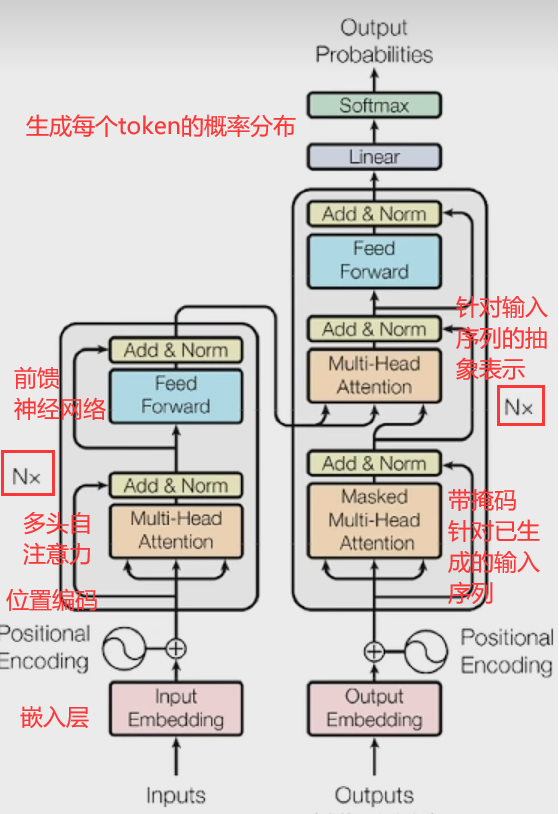 Output
Probabilities
Softmax
生成每个token的概率分布
Linear
Add & Norm
Feed
Forward
针对输入
序列的抽
象表示
Add & Norm
Multi-Head
Attention
N×
Add & Norm
Masked
Multi-Head
Attention
带掩码
针对已生
成的输入
序列
Add & Norm
前馈
神经网络
Feed
Forward
N×
Add & Norm
多头自
注意力
Multi-Head
Attention
位置编码
Positional
Encoding
Positional
Encoding
嵌入层
Input
Embedding
Output
Embedding
Inputs
Outputs